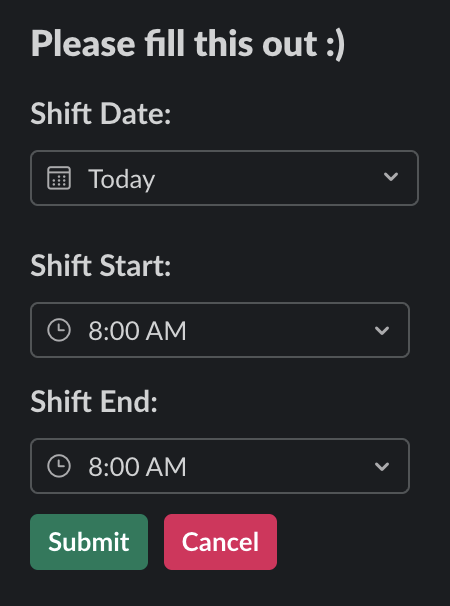 Please fill this out :)
Shift Date:
Today
Shift Start:
8:00 AM
Shift End:
8:00 AM
Submit Cancel